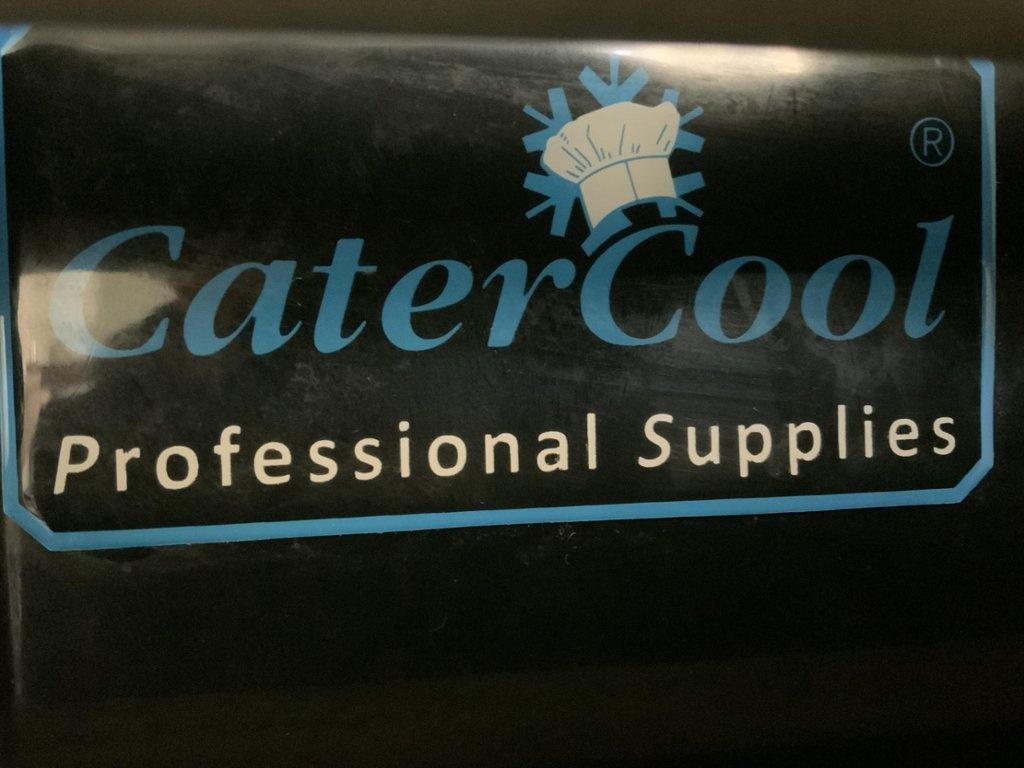 ®
CaterCool
Professional Supplies